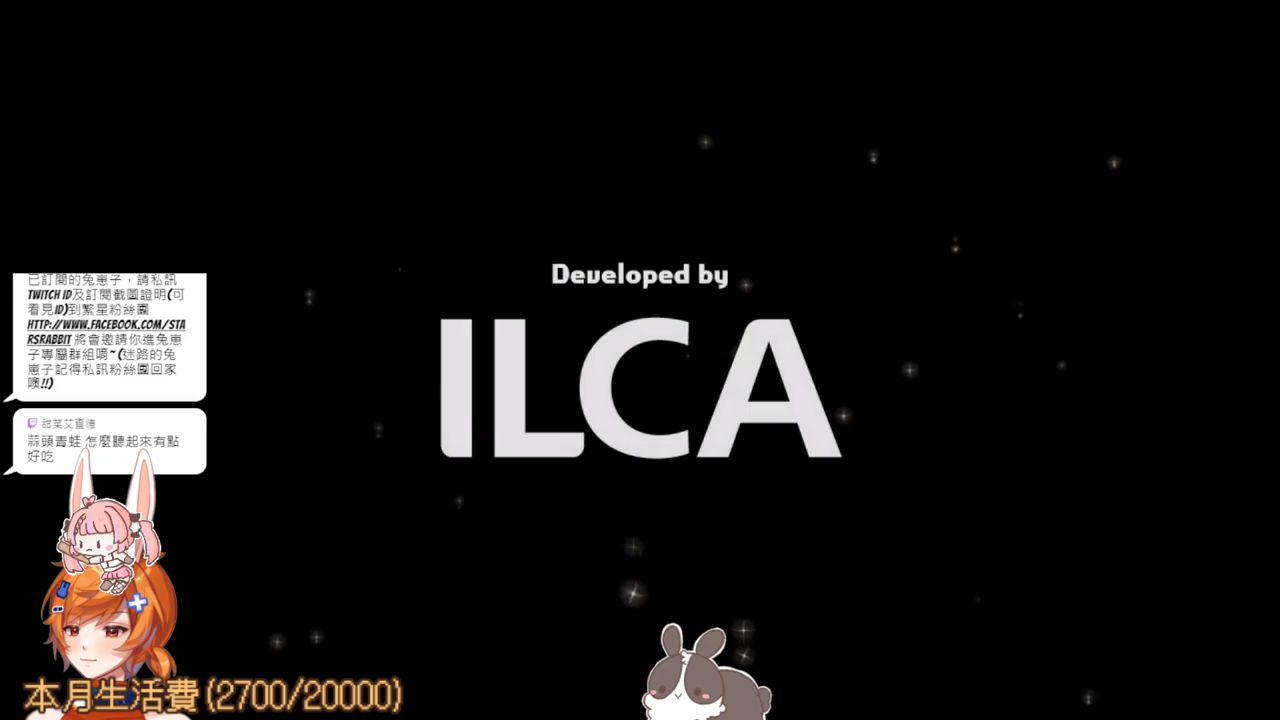 Developed by
ILCA
已訂閱的兔崽子，請私訊
TWITCH ID及訂閱截圖證明(可
看見ID)到繁星粉絲團
HTTP://WWW.FACEBOOK.COM/STA
RSRABBIT 將會邀請你進兔崽
子專屬群組唷~(迷路的兔
崽子記得私訊粉絲團回家
噢!!)
甜菜艾查德
蒜頭青蛙 怎麼聽起來有點
好吃
本月生活費(2700/20000)